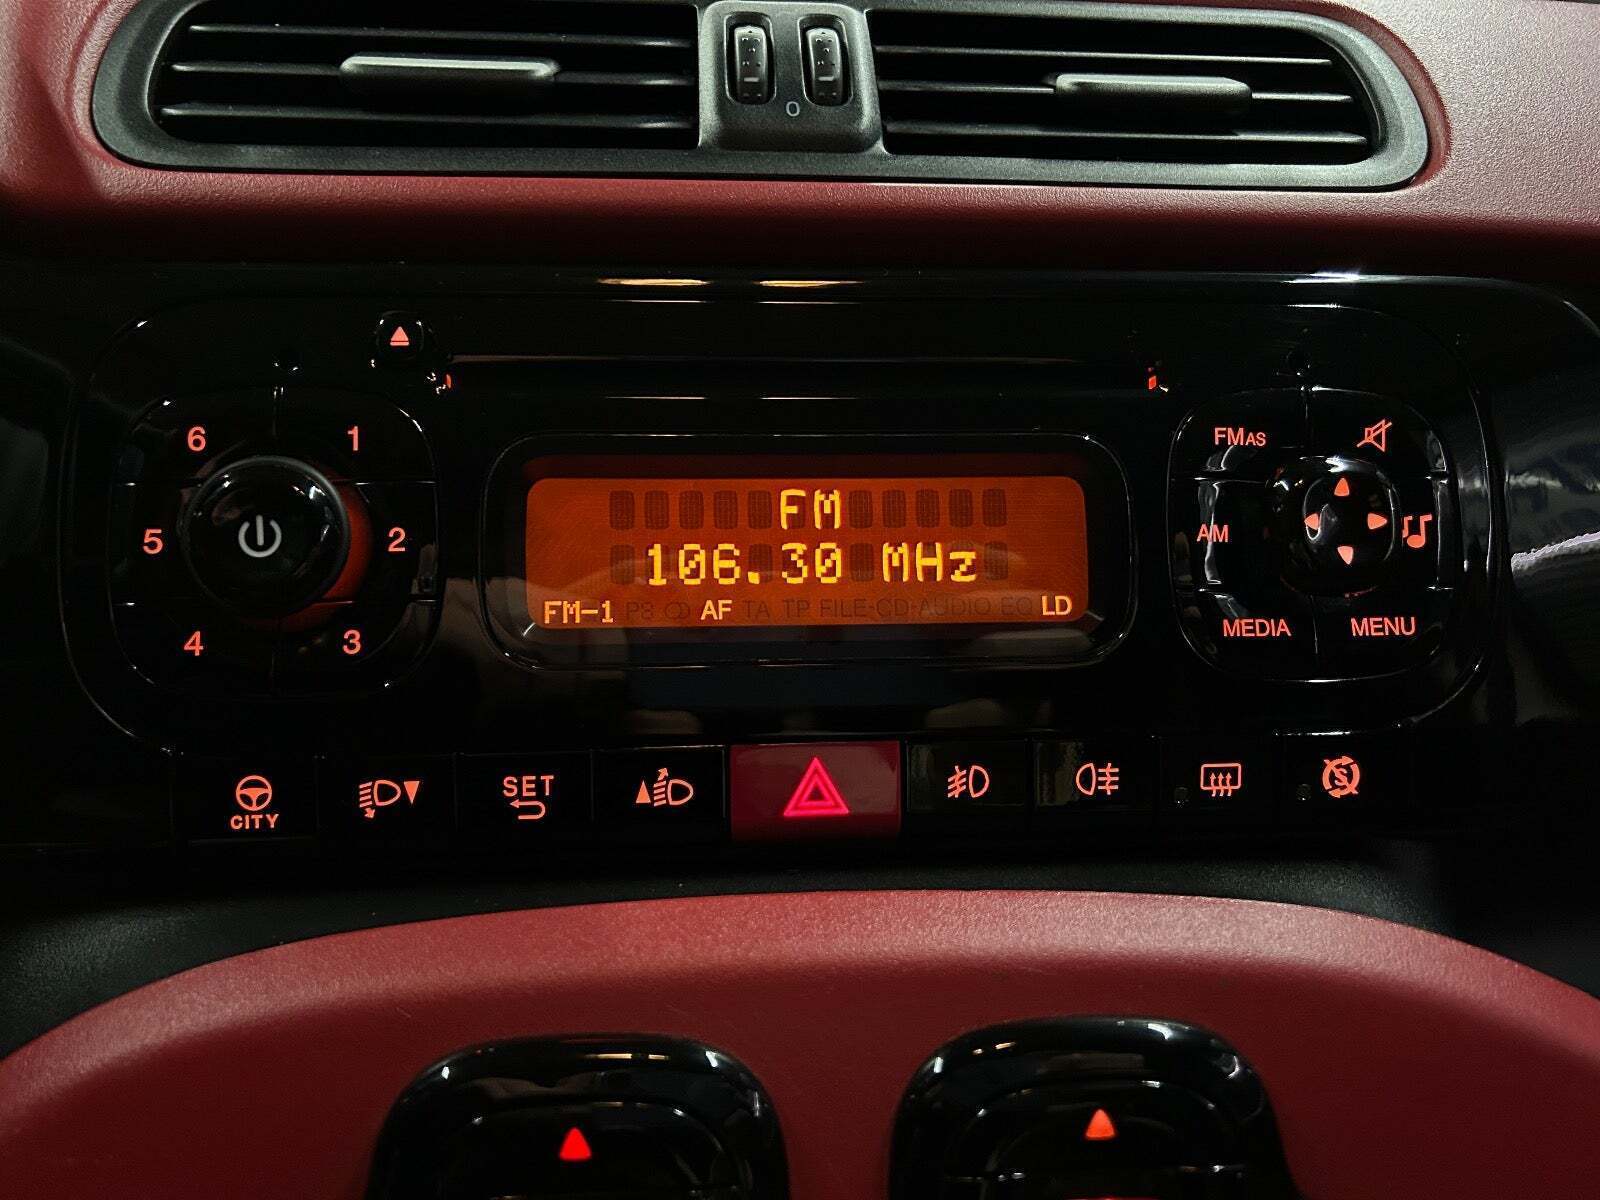 0
6 1
FMAS
5 2
AM
4 3
FM
106.30 MHz
FM-1 P8 AF TA TP FILE-CD-AUDIO EQ LD
MEDIA MENU
CITY
SET